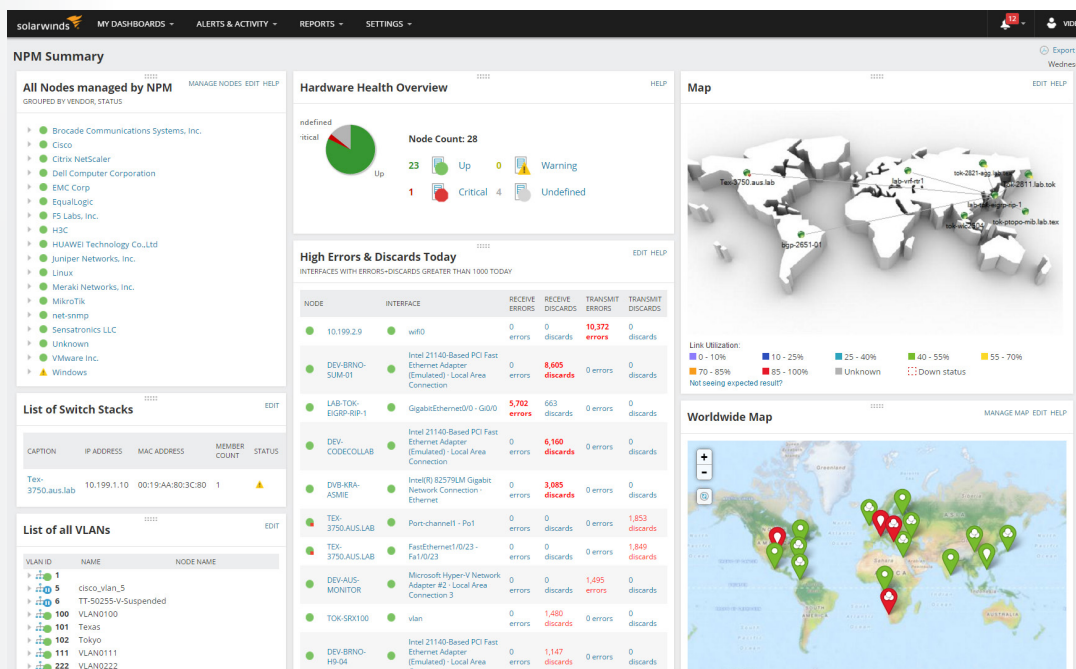 solarwinds MY DASHBOARDS ALERTS & ACTIVITY REPORTS SETTINGS 12
NPM Summary
Export
All Nodes managed by NPM MANAGE NODES EDIT HELP
GROUPED BY VENDOR, STATUS
Brocade Communications Systems, Inc.
Cisco
Citrix NetScaler
Dell Computer Corporation
EMC Corp
EqualLogic
F5 Labs, Inc.
H3C
HUAWEI Technology Co.,Ltd
Juniper Networks, Inc.
Linux
Meraki Networks, Inc.
MikroTik
net-snmp
Sensatronics LLC
Unknown
VMware Inc.
Windows
List of Switch Stacks EDIT
CAPTION IP ADDRESS MAC ADDRESS MEMBER COUNT STATUS
Tex-3750.aus.lab 10.199.1.10 00:19:AA:80:3C:80 1
List of all VLANs EDIT
VLAN ID NAME NODE NAME
1
5 cisco_vlan_5
6 TT-50255-V-Suspended
100 VLAN0100
101 Texas
102 Tokyo
111 VLAN0111
222 VLAN0222
Hardware Health Overview HELP
Up
Node Count: 28
23 Up 0 Warning
1 Critical 4 Undefined
High Errors & Discards Today EDIT HELP
INTERFACES WITH ERRORS+DISCARDS GREATER THAN 1000 TODAY
NODE INTERFACE RECEIVE ERRORS RECEIVE DISCARDS TRANSMIT ERRORS TRANSMIT DISCARDS
10.199.2.9 wifi0 0 errors 0 discards 10,372 errors 0 discards
DEV-BRNO-SUM-01 Intel 21140-Based PCI Fast Ethernet Adapter (Emulated) - Local Area Connection 0 errors 8,605 discards 0 errors 0 discards
LAB-TOK-EIGRP-RIP-1 GigabitEthernet0/0 - Gi0/0 5,702 errors 663 discards 0 errors 0 discards
DEV-CODECOLLAB Intel 21140-Based PCI Fast Ethernet Adapter (Emulated) - Local Area Connection 0 errors 6,160 discards 0 errors 0 discards
DVB-KRA-ASMIE Intel(R) 82579LM Gigabit Network Connection - Ethernet 0 errors 3,085 discards 0 errors 0 discards
TEX-3750.AUS.LAB Port-channel1 - Po1 0 errors 0 discards 0 errors 1,853 discards
TEX-3750.AUS.LAB FastEthernet1/0/23 - Fa1/0/23 0 errors 0 discards 0 errors 1,849 discards
DEV-AUS-MONITOR Microsoft Hyper-V Network Adapter #2 - Local Area Connection 3 0 errors 0 discards 1,495 errors 0 discards
TOK-SRX100 vlan 0 errors 1,480 discards 0 errors 0 discards
DEV-BRNO-H9-04 Intel 21140-Based PCI Fast Ethernet Adapter (Emulated) - Local Area 0 errors 1,147 discards 0 errors 0 discards
Map EDIT HELP
Tex-3750.aus.lab
lab-vrf-rtr1
bgp-2651-01
tok-ptopo-mib.lab.tex
Link Utilization:
0 - 10% 10 - 25% 25 - 40% 40 - 55% 55 - 70%
70 - 85% 85 - 100% Unknown Down status
Not seeing expected result?
Worldwide Map MANAGE MAP EDIT HELP
+
-